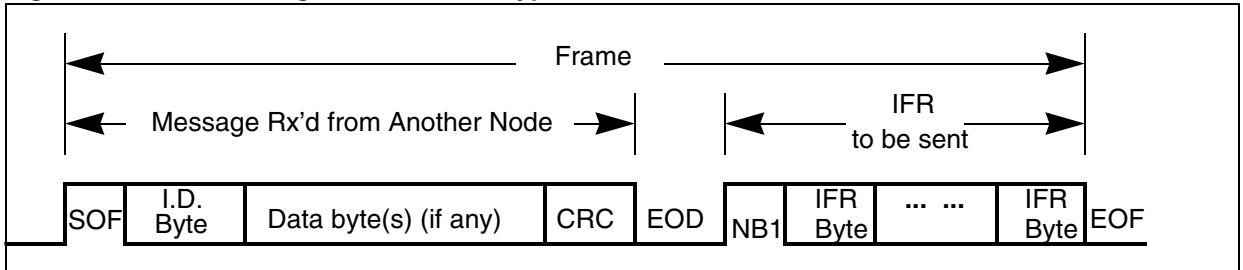 Frame
Message Rx'd from Another Node
IFR
to be sent
SOF
I.D.
Byte
Data byte(s) (if any)
CRC
EOD
NB1
IFR
Byte
... ...
IFR
Byte
EOF